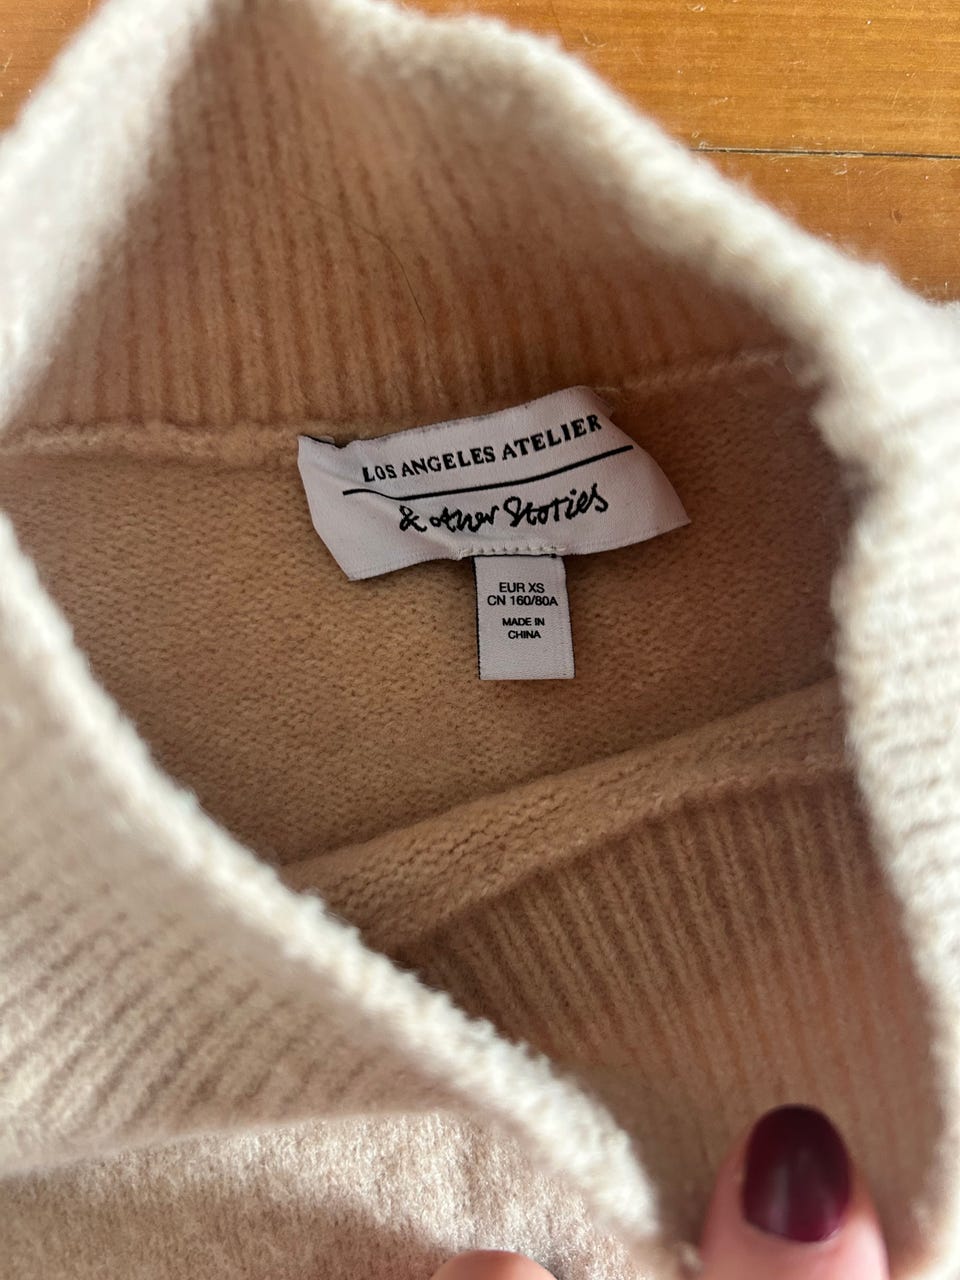 LOS ANGELES ATELIER
& other Stories
EUR XS
CN 160/80A
MADE IN
CHINA